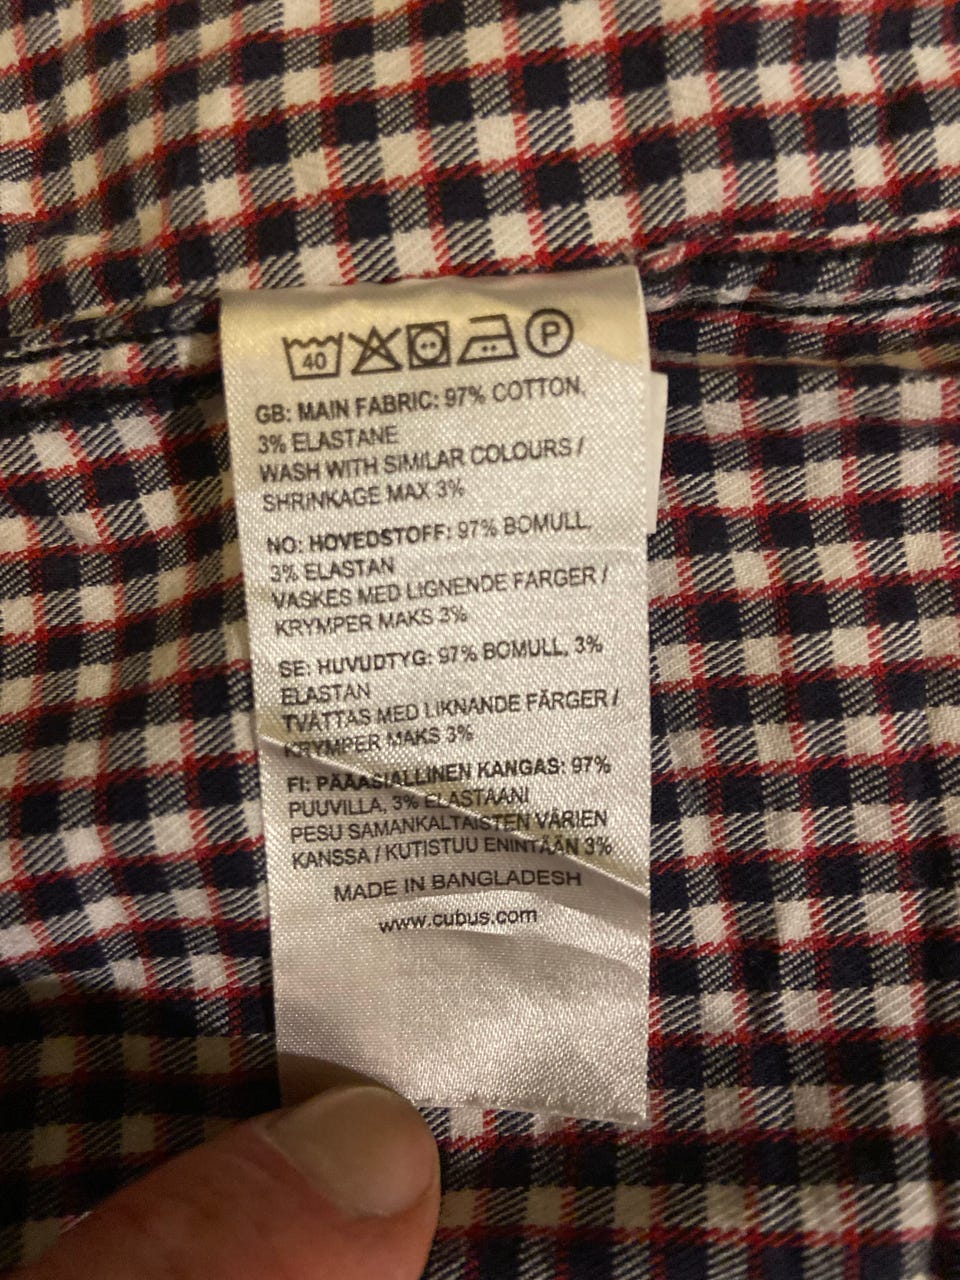 40 P
GB: MAIN FABRIC: 97% COTTON,
3% ELASTANE
WASH WITH SIMILAR COLOURS /
SHRINKAGE MAX 3%
NO: HOVEDSTOFF: 97% BOMULL,
3% ELASTAN
VASKES MED LIGNENDE FARGER /
KRYMPER MAKS 3%
SE: HUVUDTYG: 97% BOMULL, 3%
ELASTAN
TVÄTTAS MED LIKNANDE FÄRGER /
KRYMPER MAKS 3%
FI: PÄÄASIALLINEN KANGAS: 97%
PUUVILLA, 3% ELASTAANI
PESU SAMANKALTAISTEN VÄRIEN
KANSSA / KUTISTUU ENINTÄÄN 3%
MADE IN BANGLADESH
www.cubus.com